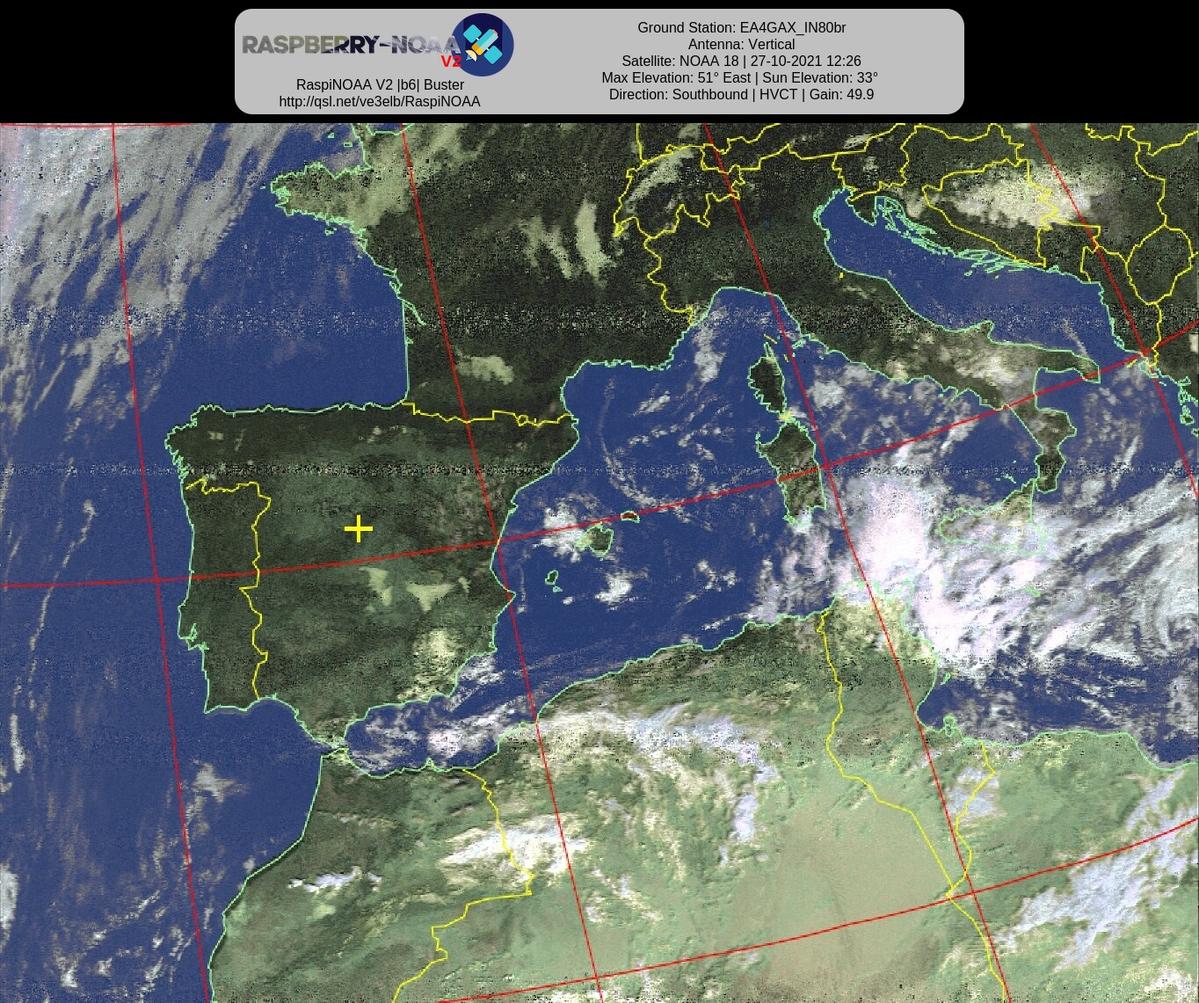 RASPBERRY-NOAA
V2
RaspiNOAA V2 |b6| Buster
http://qsl.net/ve3elb/RaspiNOAA
Ground Station: EA4GAX_IN80br
Antenna: Vertical
Satellite: NOAA 18 | 27-10-2021 12:26
Max Elevation: 51° East | Sun Elevation: 33°
Direction: Southbound | HVCT | Gain: 49.9